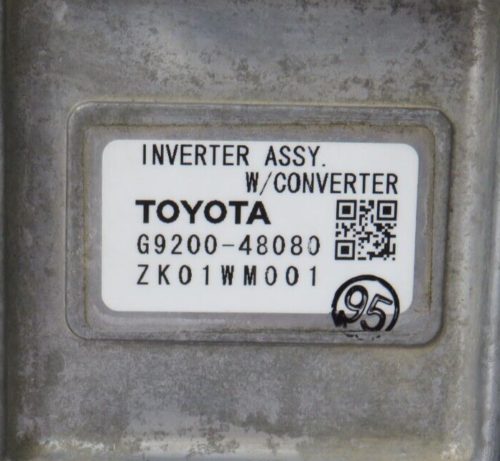 INVERTER ASSY.
W/CONVERTER
TOYOTA
G9200-48080
ZK01WM001
95